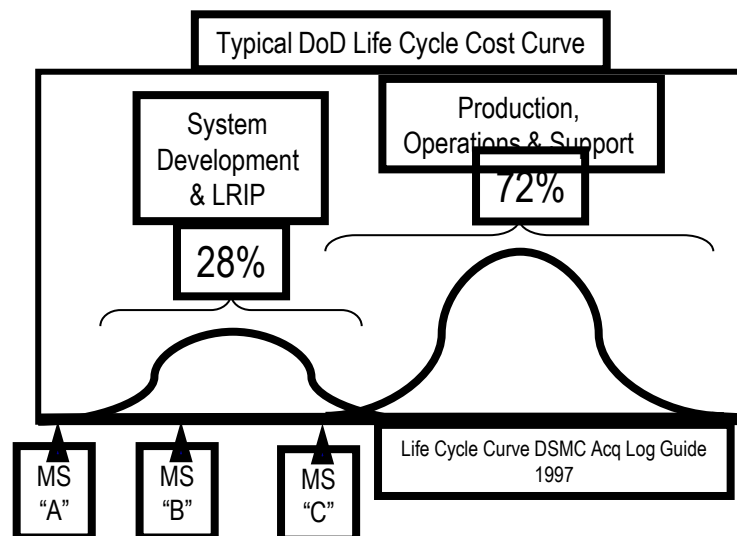 Typical DoD Life Cycle Cost Curve
System
Development
& LRIP
28%
Production,
Operations & Support
72%
MS
“A”
MS
“B”
MS
“C”
Life Cycle Curve DSMC Acq Log Guide
1997